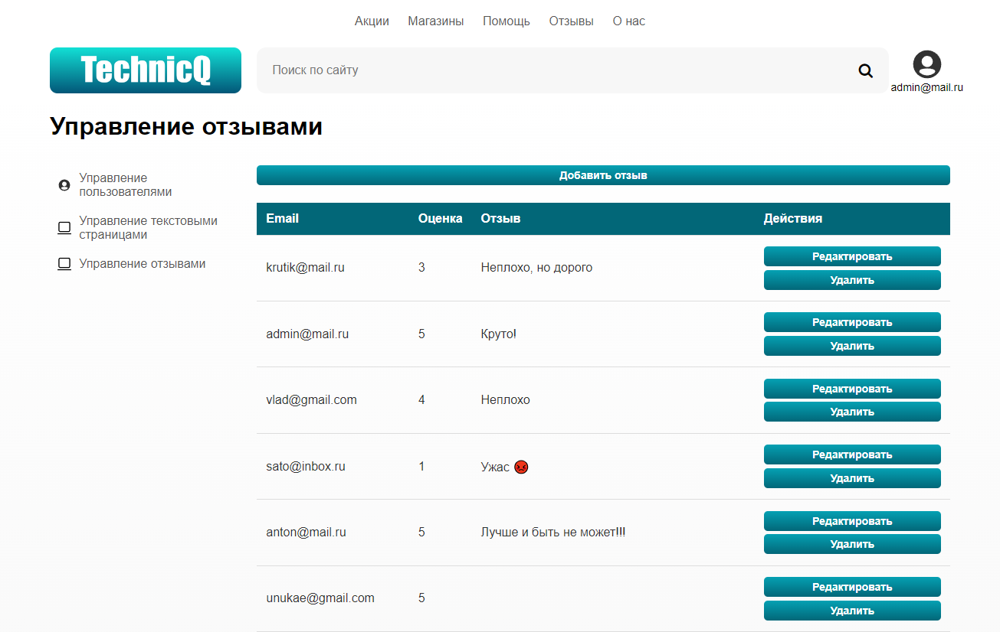 Акции Магазины Помощь Отзывы О нас
TechnicQ
Поиск по сайту
admin@mail.ru
Управление отзывами
Управление
пользователями
Управление текстовыми
страницами
Управление отзывами
Добавить отзыв
Email Оценка Отзыв Действия
krutik@mail.ru 3 Неплохо, но дорого
Редактировать
Удалить
admin@mail.ru 5 Круто!
Редактировать
Удалить
vlad@gmail.com 4 Неплохо
Редактировать
Удалить
sato@inbox.ru 1 Ужас 😡
Редактировать
Удалить
anton@mail.ru 5 Лучше и быть не может!!!
Редактировать
Удалить
unukae@gmail.com 5
Редактировать
Удалить